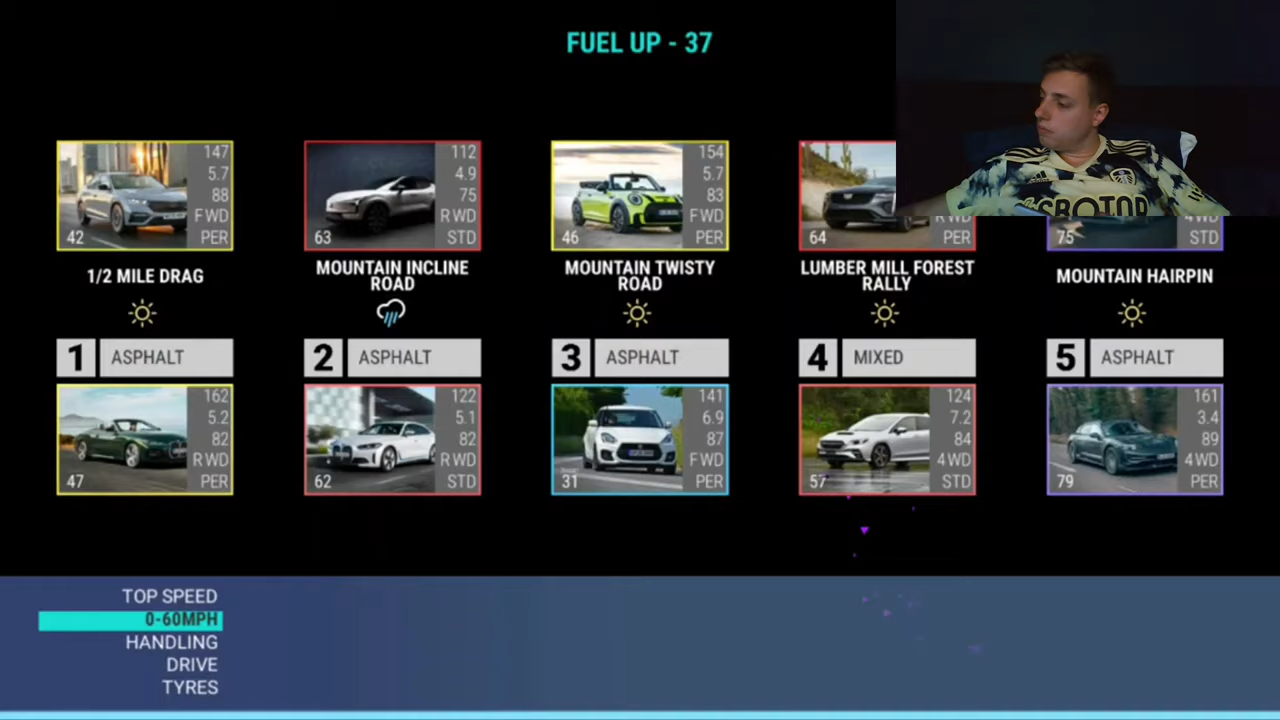 FUEL UP - 37
147
5.7
88
FWD
PER
42
112
4.9
75
RWD
STD
63
154
5.7
83
FWD
PER
46
RWD
PER
64
4WD
STD
75
1/2 MILE DRAG
MOUNTAIN INCLINE
ROAD
MOUNTAIN TWISTY
ROAD
LUMBER MILL FOREST
RALLY
MOUNTAIN HAIRPIN
1 ASPHALT
2 ASPHALT
3 ASPHALT
4 MIXED
5 ASPHALT
162
5.2
82
RWD
PER
47
122
5.1
82
RWD
STD
62
141
6.9
87
FWD
PER
31
124
7.2
84
4WD
STD
57
161
3.4
89
4WD
PER
79
TOP SPEED
0-60MPH
HANDLING
DRIVE
TYRES